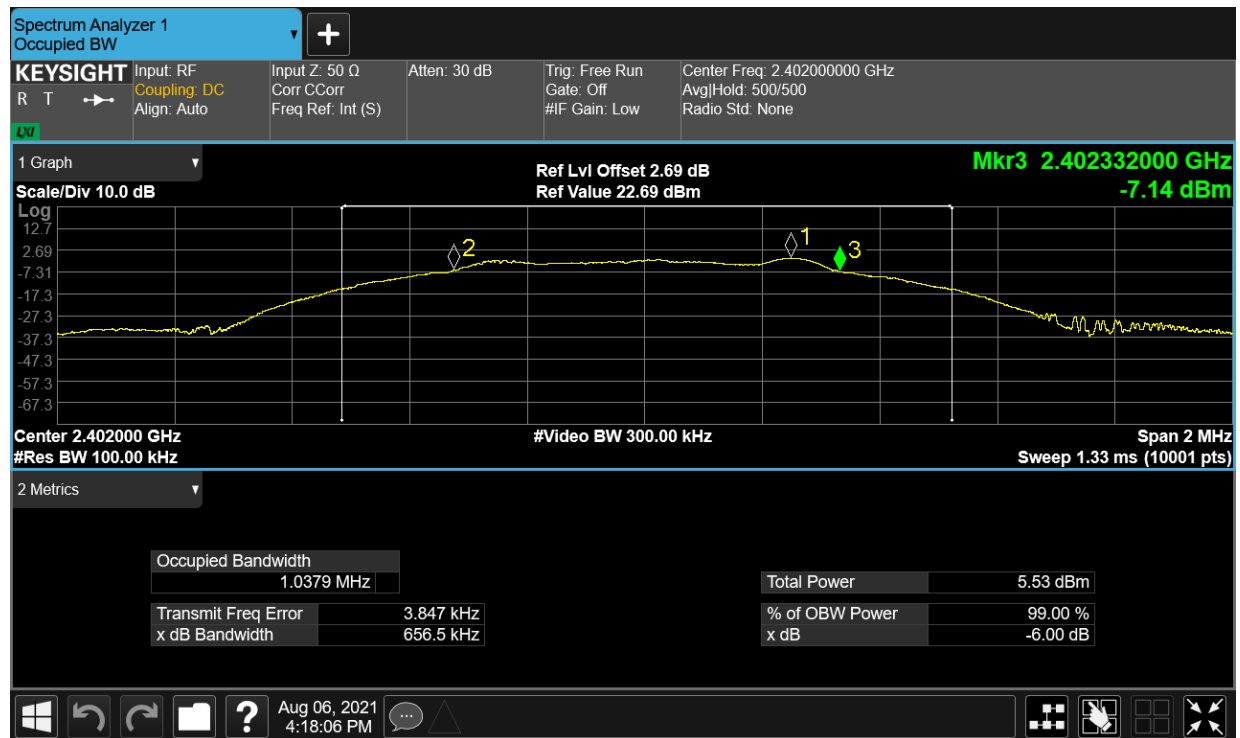 Spectrum Analyzer 1
Occupied BW
KEYSIGHT Input: RF Input Z: 50 Ω Atten: 30 dB Trig: Free Run Center Freq: 2.402000000 GHz
R T Coupling: DC Corr CCorr Gate: Off Avg|Hold: 500/500
Align: Auto Freq Ref: Int (S) #IF Gain: Low Radio Std: None
LXI
1 Graph Ref Lvl Offset 2.69 dB Mkr3 2.402332000 GHz
Scale/Div 10.0 dB Ref Value 22.69 dBm -7.14 dBm
Log
12.7
2.69
-7.31
-17.3
-27.3
-37.3
-47.3
-57.3
-67.3
2 1 3
Center 2.402000 GHz #Video BW 300.00 kHz Span 2 MHz
#Res BW 100.00 kHz Sweep 1.33 ms (10001 pts)
2 Metrics
Occupied Bandwidth
1.0379 MHz Total Power 5.53 dBm
Transmit Freq Error 3.847 kHz % of OBW Power 99.00 %
x dB Bandwidth 656.5 kHz x dB -6.00 dB
? Aug 06, 2021
4:18:06 PM